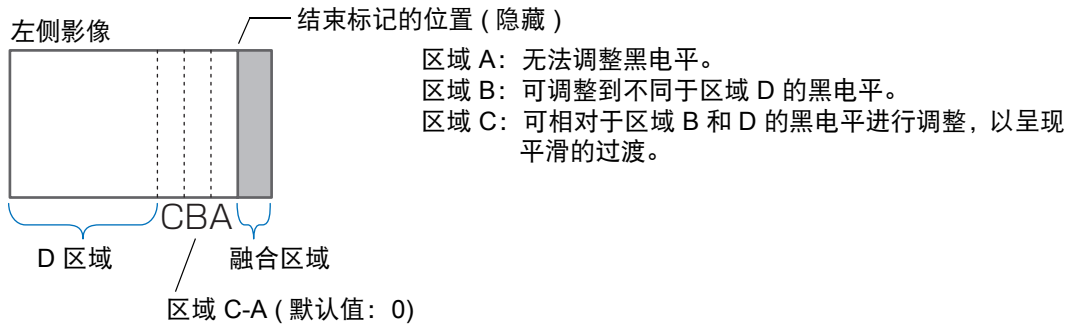 结束标记的位置 ( 隐藏 )
左侧影像
区域 A：无法调整黑电平。
区域 B：可调整到不同于区域 D 的黑电平。
区域 C：可相对于区域 B 和 D 的黑电平进行调整，以呈现
平滑的过渡。
CBA
D 区域
融合区域
区域 C-A ( 默认值：0)